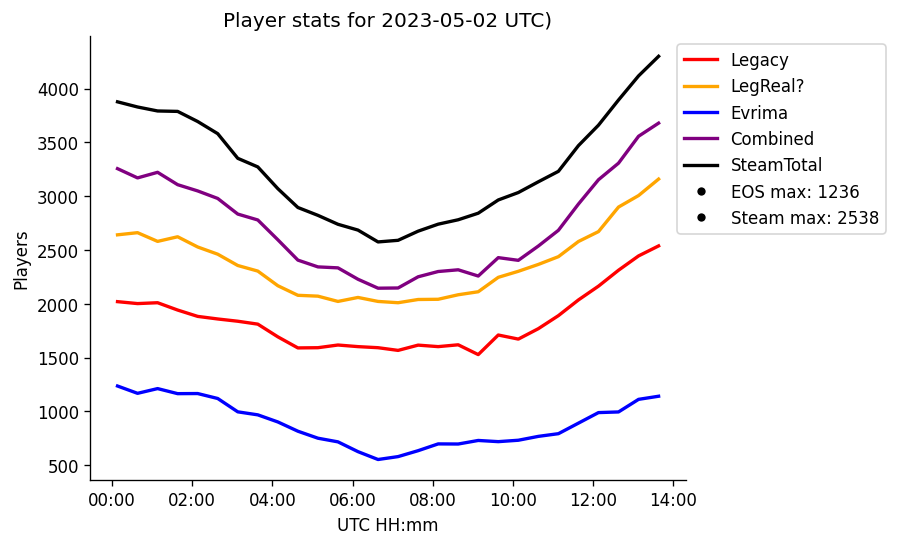 Player stats for 2023-05-02 UTC)
Players
4000
3500
3000
2500
2000
1500
1000
500
00:00 02:00 04:00 06:00 08:00 10:00 12:00 14:00
UTC HH:mm
Legacy
LegReal?
Evrima
Combined
SteamTotal
EOS max: 1236
Steam max: 2538